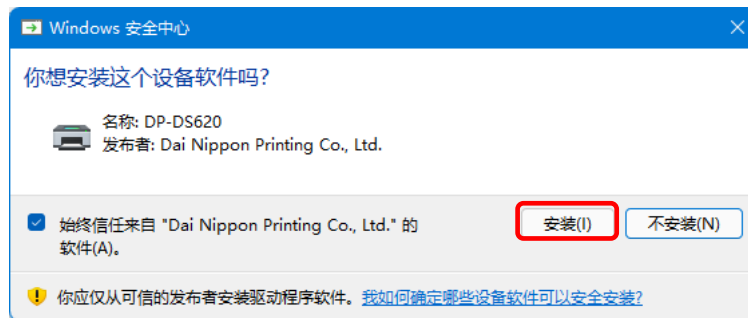 Windows 安全中心
你想安装这个设备软件吗?
名称: DP-DS620
发布者: Dai Nippon Printing Co., Ltd.
始终信任来自 "Dai Nippon Printing Co., Ltd." 的
软件(A)。
安装(I)
不安装(N)
你应仅从可信的发布者安装驱动程序软件。我如何确定哪些设备软件可以安全安装?